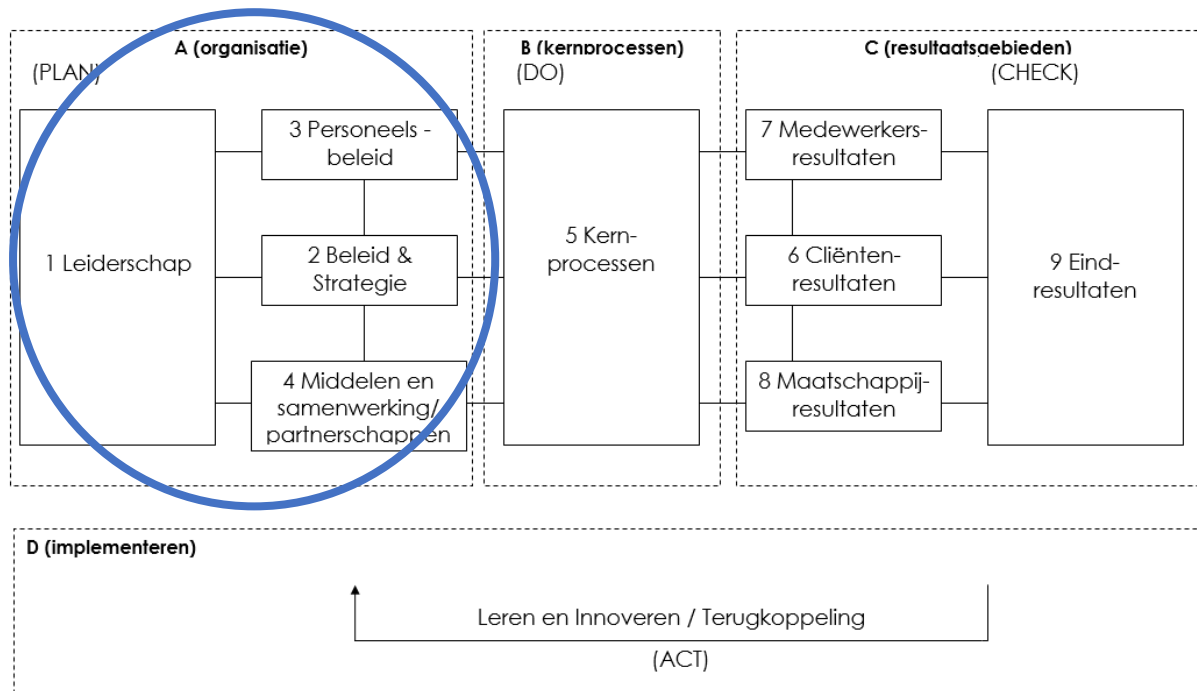 A (organisatie)
(PLAN)
1 Leiderschap
3 Personeels -
beleid
2 Beleid &
Strategie
4 Middelen en
samenwerking/
partnerschappen
B (kernprocessen)
(DO)
5 Kern-
processen
C (resultaatsgebieden)
(CHECK)
7 Medewerkers-
resultaten
6 Cliënten-
resultaten
8 Maatschappij-
resultaten
9 Eind-
resultaten
D (implementeren)
Leren en Innoveren / Terugkoppeling
(ACT)